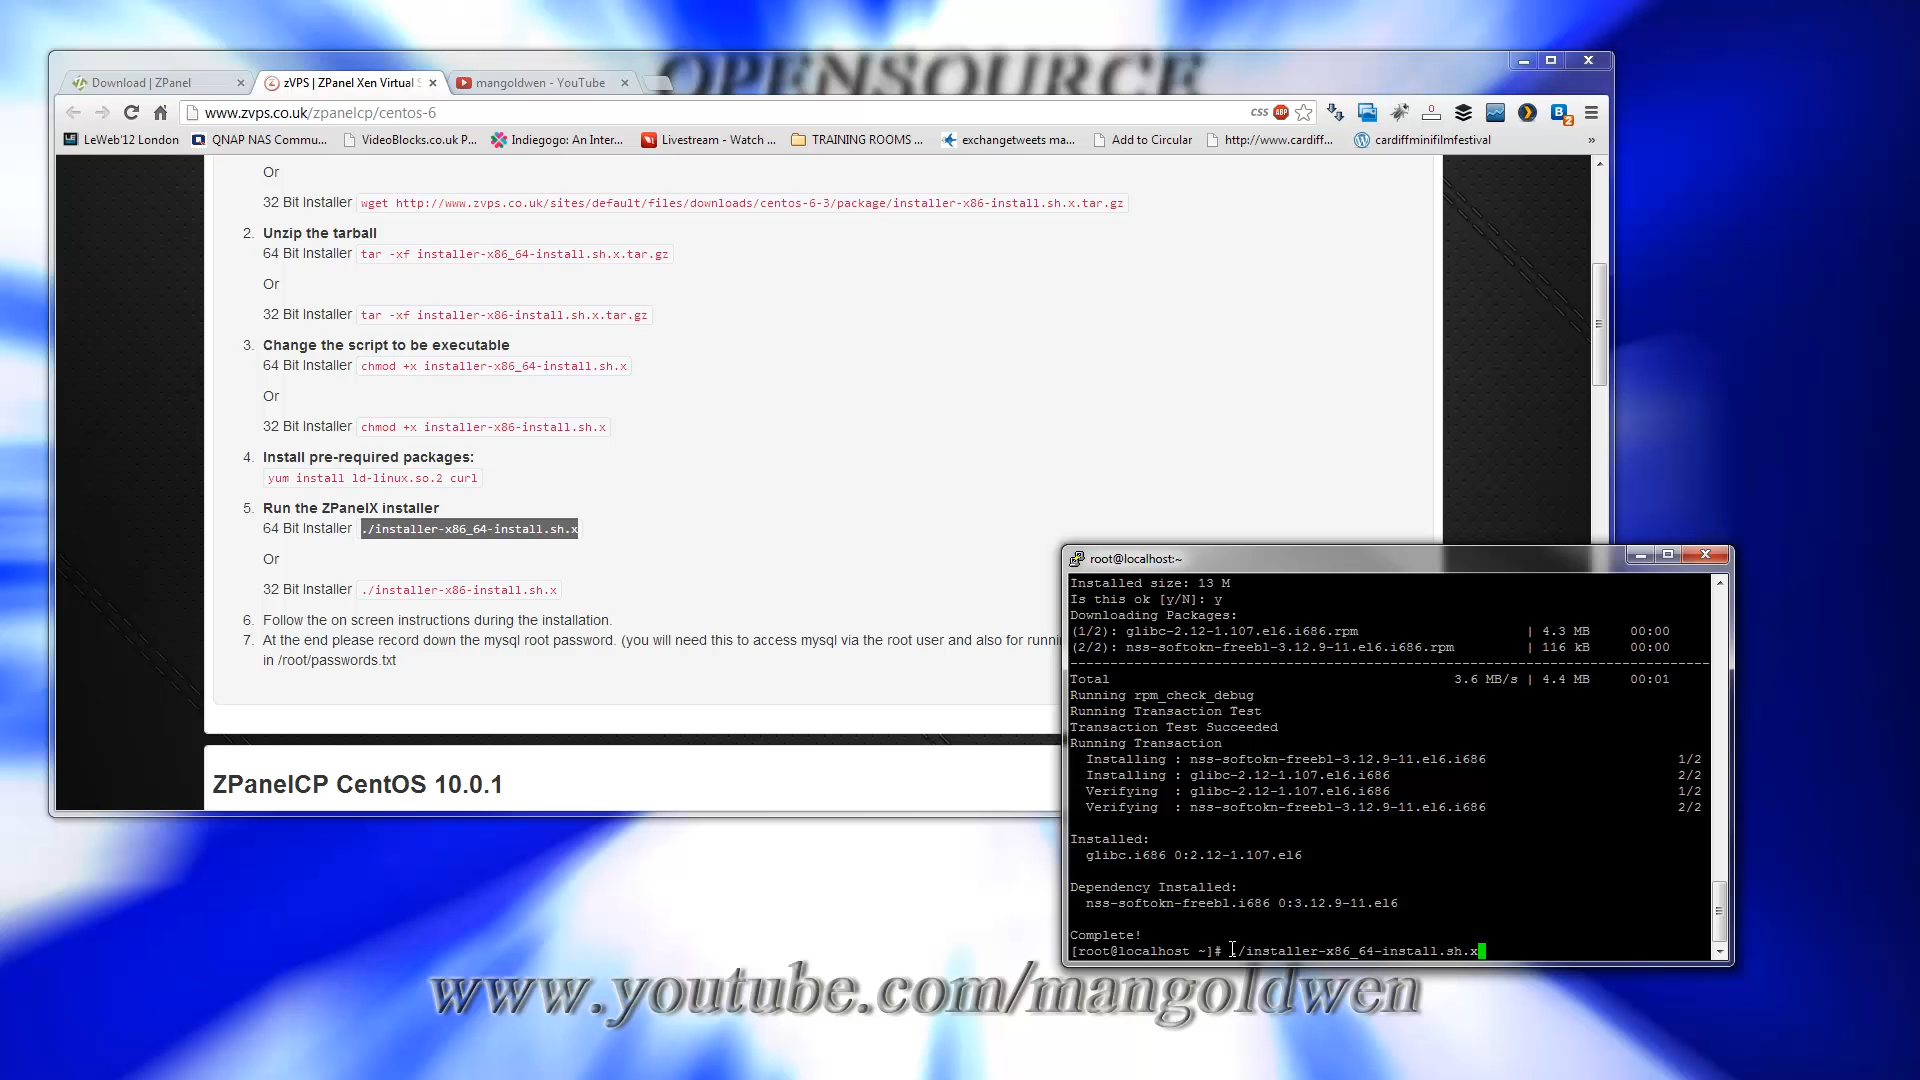 OPENSOURCE
Download | ZPanel
zVPS | ZPanel Xen Virtual
mangoldwen - YouTube
www.zvps.co.uk/zpanelcp/centos-6
CSS
ABP
0
B
2
LeWeb'12 London
QNAP NAS Commu...
VideoBlocks.co.uk P...
Indiegogo: An Inter...
Livestream - Watch ...
TRAINING ROOMS ...
exchangetweets ma...
Add to Circular
http://www.cardiff...
cardiffminifilmfestival
»
Or
32 Bit Installer wget http://www.zvps.co.uk/sites/default/files/downloads/centos-6-3/package/installer-x86-install.sh.x.tar.gz
2. Unzip the tarball
64 Bit Installer tar -xf installer-x86_64-install.sh.x.tar.gz
Or
32 Bit Installer tar -xf installer-x86-install.sh.x.tar.gz
3. Change the script to be executable
64 Bit Installer chmod +x installer-x86_64-install.sh.x
Or
32 Bit Installer chmod +x installer-x86-install.sh.x
4. Install pre-required packages:
yum install ld-linux.so.2 curl
5. Run the ZPanelX installer
64 Bit Installer ./installer-x86_64-install.sh.x
Or
32 Bit Installer ./installer-x86-install.sh.x
6. Follow the on screen instructions during the installation.
7. At the end please record down the mysql root password. (you will need this to access mysql via the root user and also for runni
in /root/passwords.txt
ZPanelCP CentOS 10.0.1
root@localhost:~
Installed size: 13 M
Is this ok [y/N]: y
Downloading Packages:
(1/2): glibc-2.12-1.107.el6.i686.rpm | 4.3 MB 00:00
(2/2): nss-softokn-freebl-3.12.9-11.el6.i686.rpm | 116 kB 00:00
--------------------------------------------------------------------------------
Total 3.6 MB/s | 4.4 MB 00:01
Running rpm_check_debug
Running Transaction Test
Transaction Test Succeeded
Running Transaction
Installing : nss-softokn-freebl-3.12.9-11.el6.i686 1/2
Installing : glibc-2.12-1.107.el6.i686 2/2
Verifying : glibc-2.12-1.107.el6.i686 1/2
Verifying : nss-softokn-freebl-3.12.9-11.el6.i686 2/2
Installed:
glibc.i686 0:2.12-1.107.el6
Dependency Installed:
nss-softokn-freebl.i686 0:3.12.9-11.el6
Complete!
[root@localhost ~]# ./installer-x86_64-install.sh.x
www.youtube.com/mangoldwen